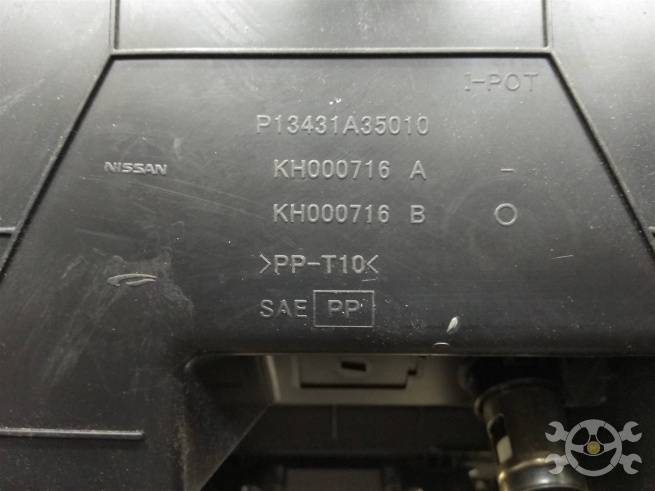 I-POT
P13431A35010
NISSAN
KH000716 A -
KH000716 B O
>PP-T10<
SAE PP